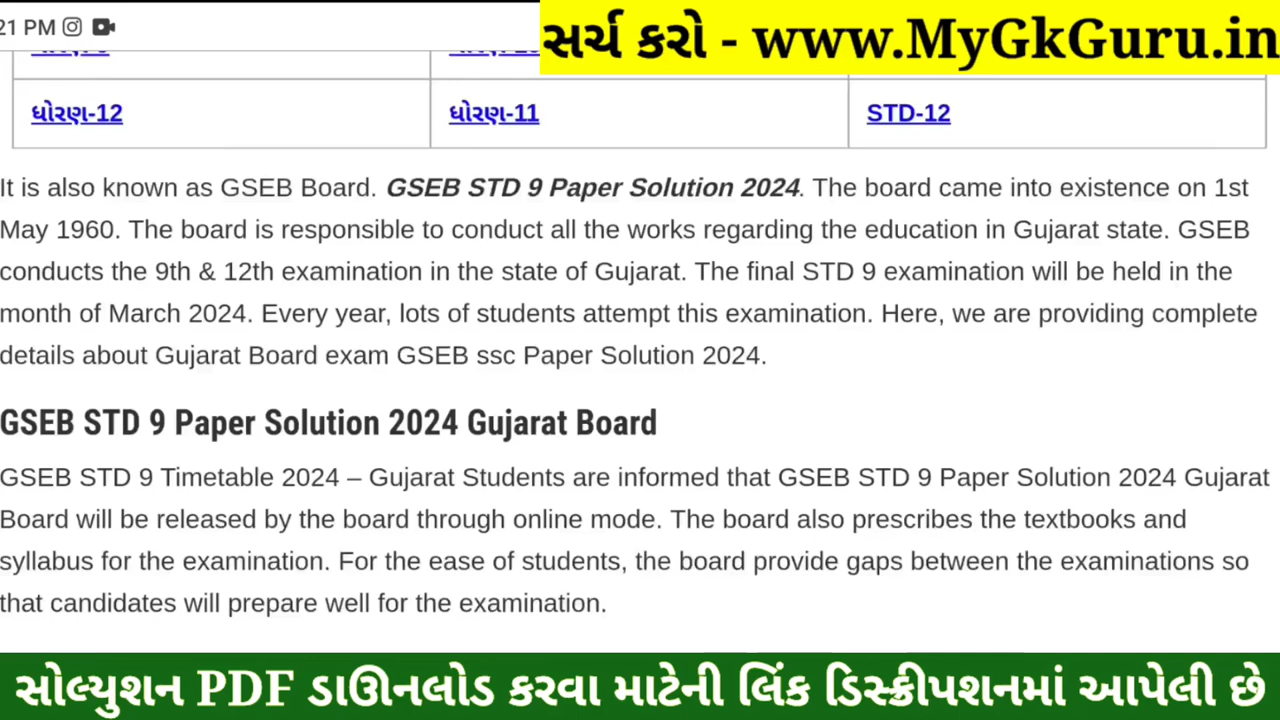 21 PM
સર્ચ કરો - www.MyGkGuru.in
ધોરણ-12 ધોરણ-11 STD-12
It is also known as GSEB Board. GSEB STD 9 Paper Solution 2024. The board came into existence on 1st
May 1960. The board is responsible to conduct all the works regarding the education in Gujarat state. GSEB
conducts the 9th & 12th examination in the state of Gujarat. The final STD 9 examination will be held in the
month of March 2024. Every year, lots of students attempt this examination. Here, we are providing complete
details about Gujarat Board exam GSEB ssc Paper Solution 2024.
GSEB STD 9 Paper Solution 2024 Gujarat Board
GSEB STD 9 Timetable 2024 – Gujarat Students are informed that GSEB STD 9 Paper Solution 2024 Gujarat
Board will be released by the board through online mode. The board also prescribes the textbooks and
syllabus for the examination. For the ease of students, the board provide gaps between the examinations so
that candidates will prepare well for the examination.
સોલ્યુશન PDF ડાઊનલોડ કરવા માટેની લિંક ડિસ્ક્રીપશનમાં આપેલી છે